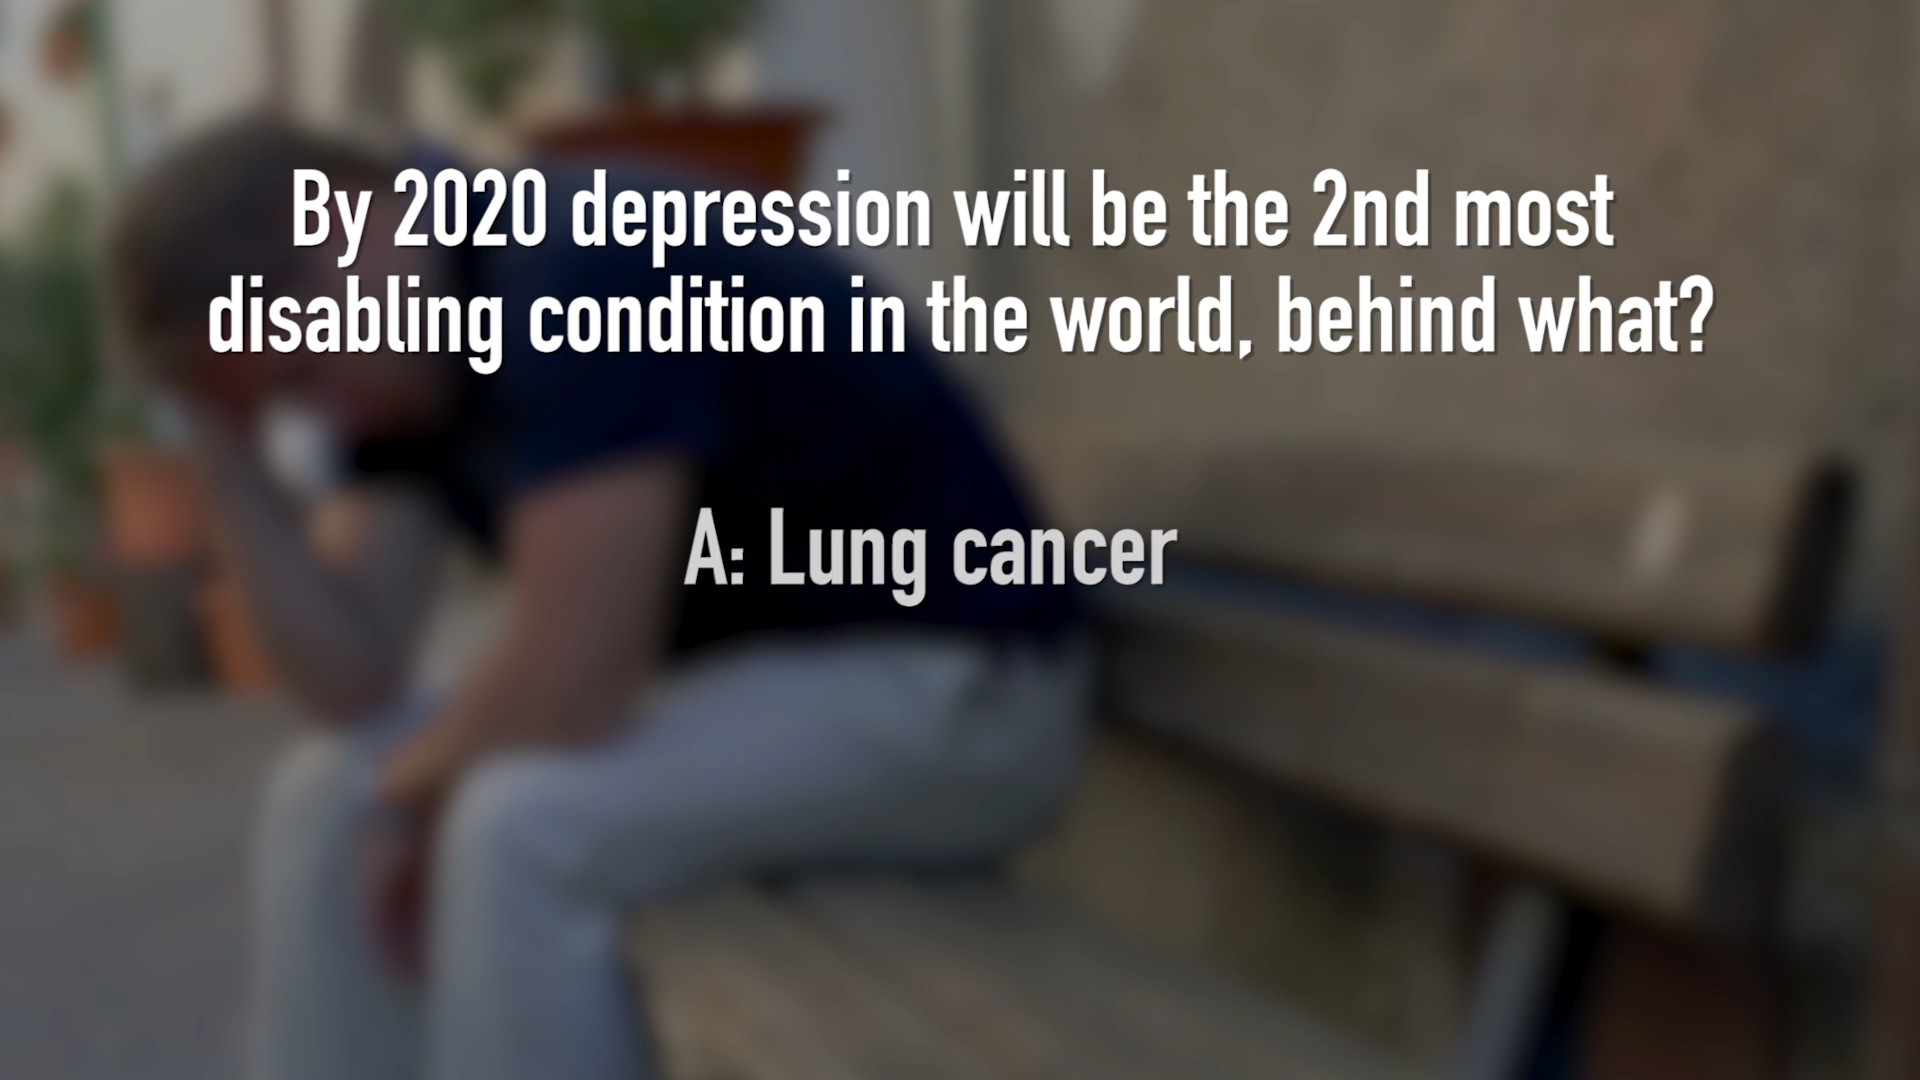 By 2020 depression will be the 2nd most
disabling condition in the world, behind what?
A: Lung cancer